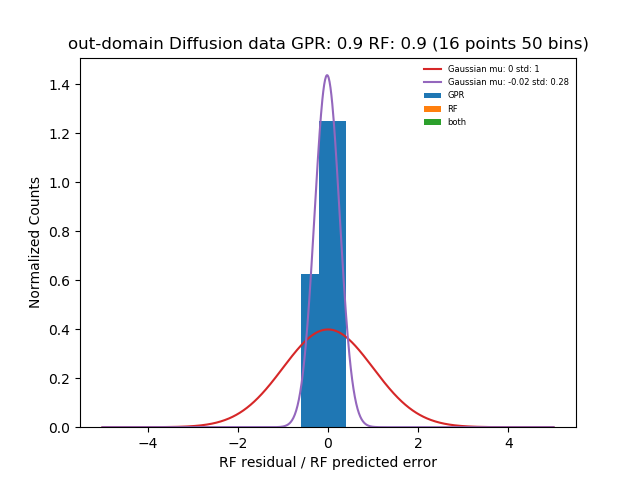 out-domain Diffusion data GPR: 0.9 RF: 0.9 (16 points 50 bins)
Gaussian mu: 0 std: 1
Gaussian mu: -0.02 std: 0.28
GPR
RF
both
Normalized Counts
1.4
1.2
1.0
0.8
0.6
0.4
0.2
0.0
−4 −2 0 2 4
RF residual / RF predicted error